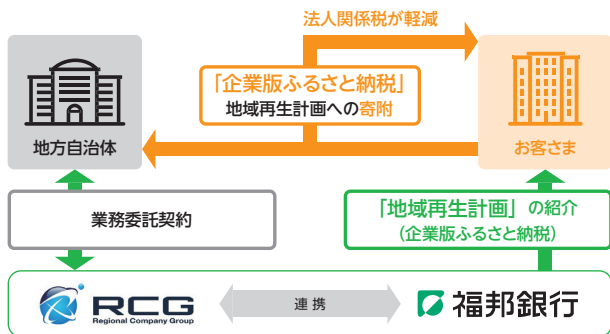 法人関係税が軽減
「企業版ふるさと納税」
地域再生計画への寄附
地方自治体
お客さま
業務委託契約
「地域再生計画」の紹介
(企業版ふるさと納税)
RCG
Regional Company Group
連携
福邦銀行